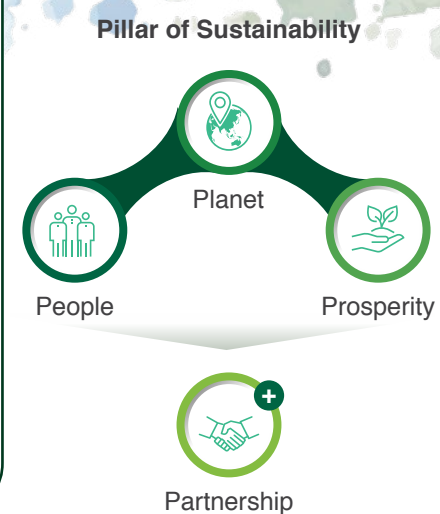 Pillar of Sustainability
Planet
People
Prosperity
+
Partnership